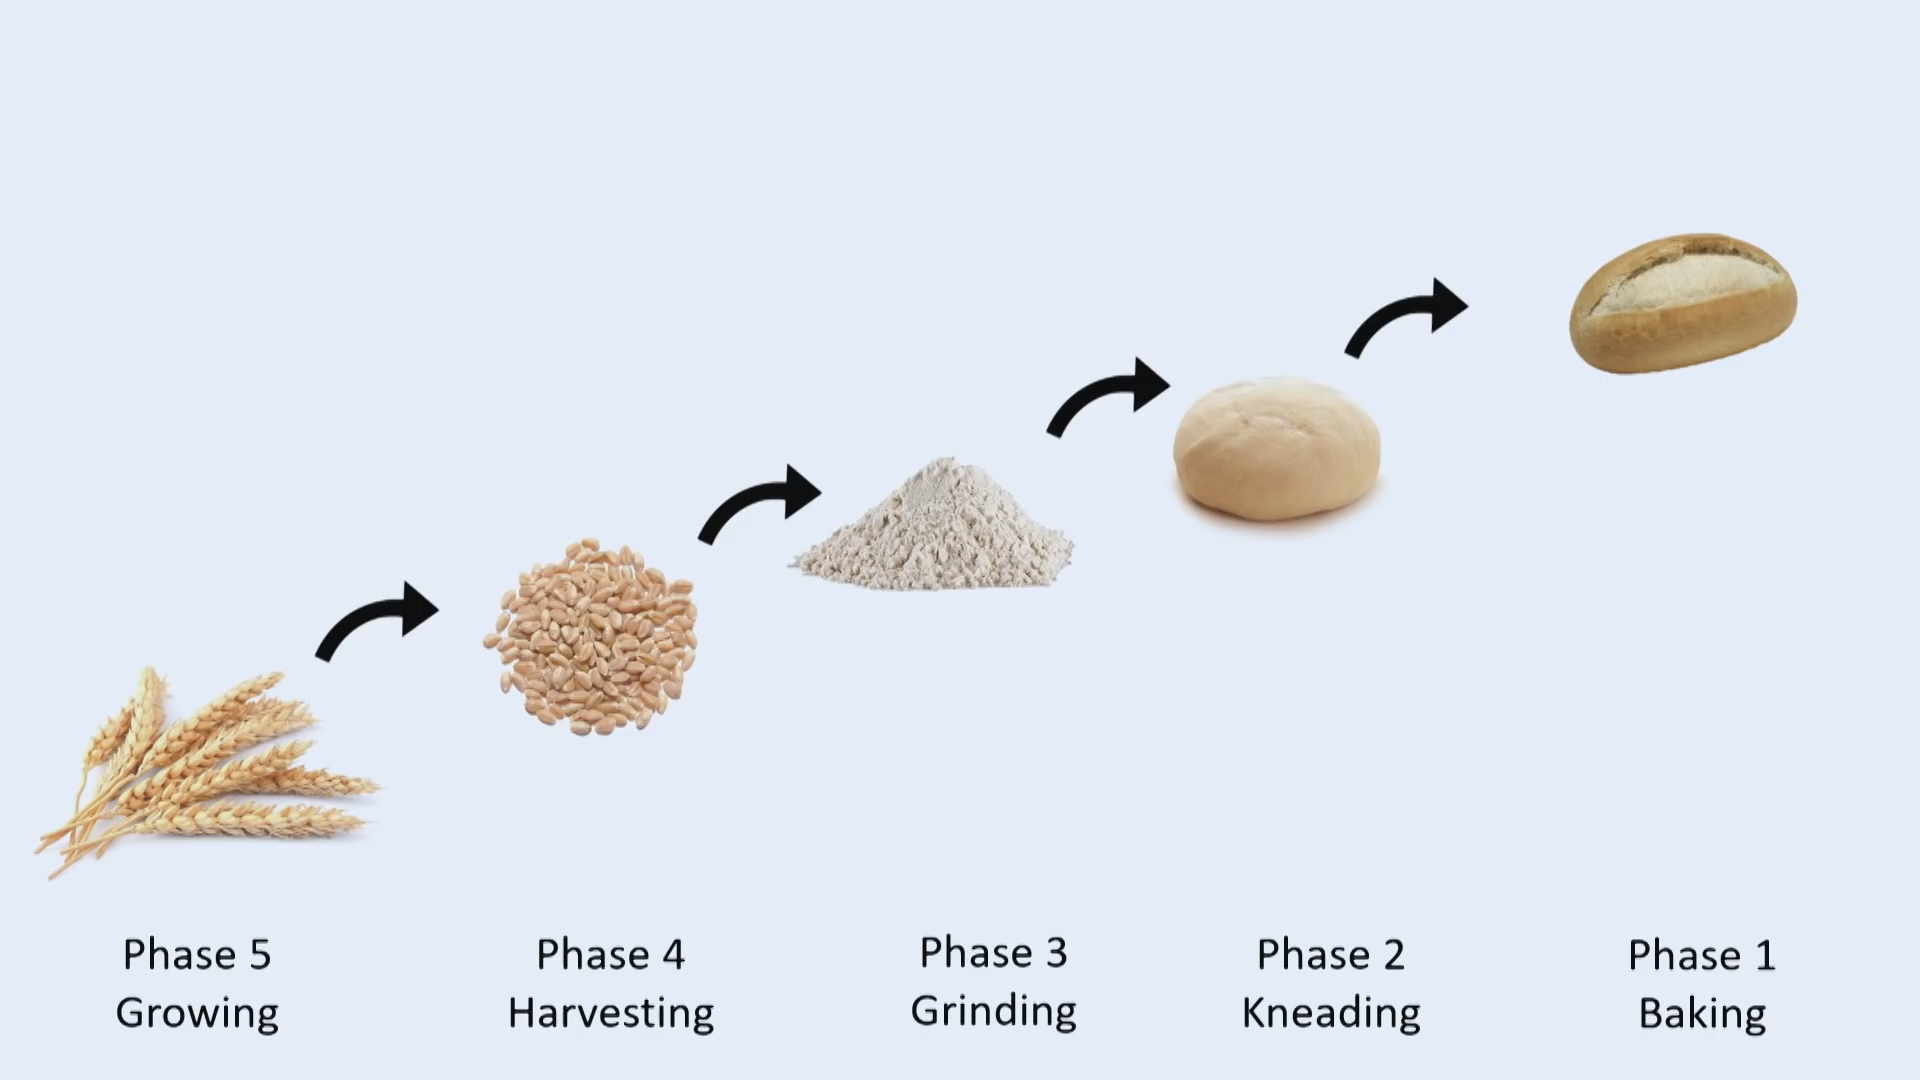 Phase 5
Growing
Phase 4
Harvesting
Phase 3
Grinding
Phase 2
Kneading
Phase 1
Baking